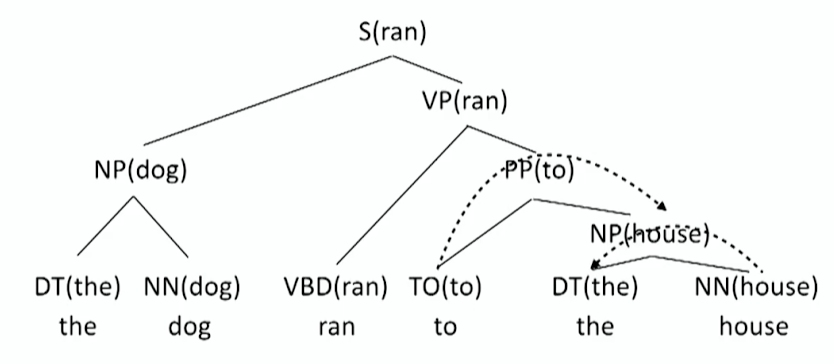 S(ran)
VP(ran)
NP(dog)
PP(to)
NP(house)
DT(the) NN(dog) VBD(ran) TO(to) DT(the) NN(house)
the dog ran to the house